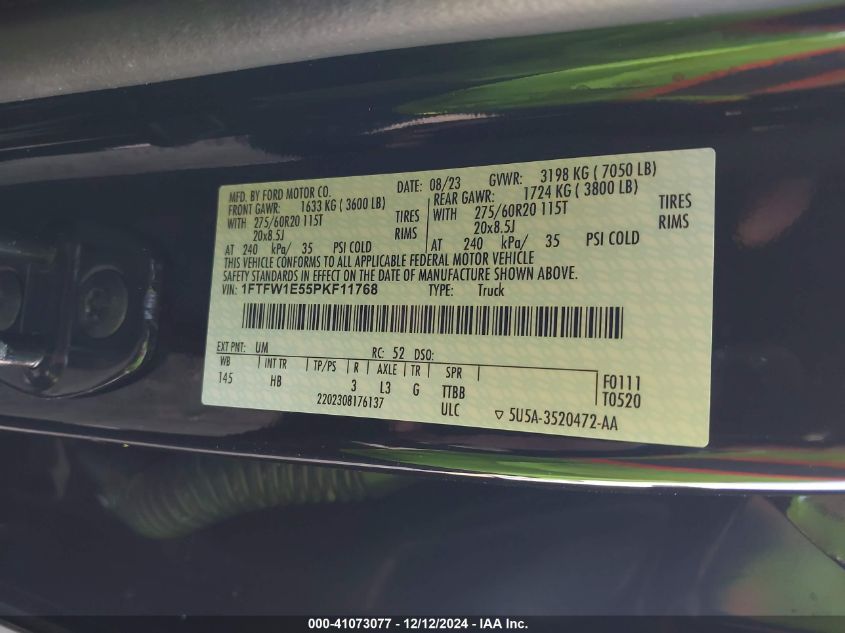 MFD. BY FORD MOTOR CO. DATE: 08/23 GVWR: 3198 KG ( 7050 LB)
FRONT GAWR: 1633 KG ( 3600 LB) REAR GAWR: 1724 KG ( 3800 LB)
WITH 275/60R20 115T TIRES WITH 275/60R20 115T TIRES
20x8.5J RIMS 20x8.5J RIMS
AT 240 kPa/ 35 PSI COLD AT 240 kPa/ 35 PSI COLD
THIS VEHICLE CONFORMS TO ALL APPLICABLE FEDERAL MOTOR VEHICLE
SAFETY STANDARDS IN EFFECT ON THE DATE OF MANUFACTURE SHOWN ABOVE.
VIN: 1FTFW1E55PKF11768 TYPE: Truck
EXT PNT: UM RC: 52 DSO:
WB INT TR TP/PS R AXLE TR SPR
145 HB 3 L3 G TTBB F0111
2202308176137 ULC T0520
5U5A-3520472-AA
000-41073077 - 12/12/2024 - IAA Inc.